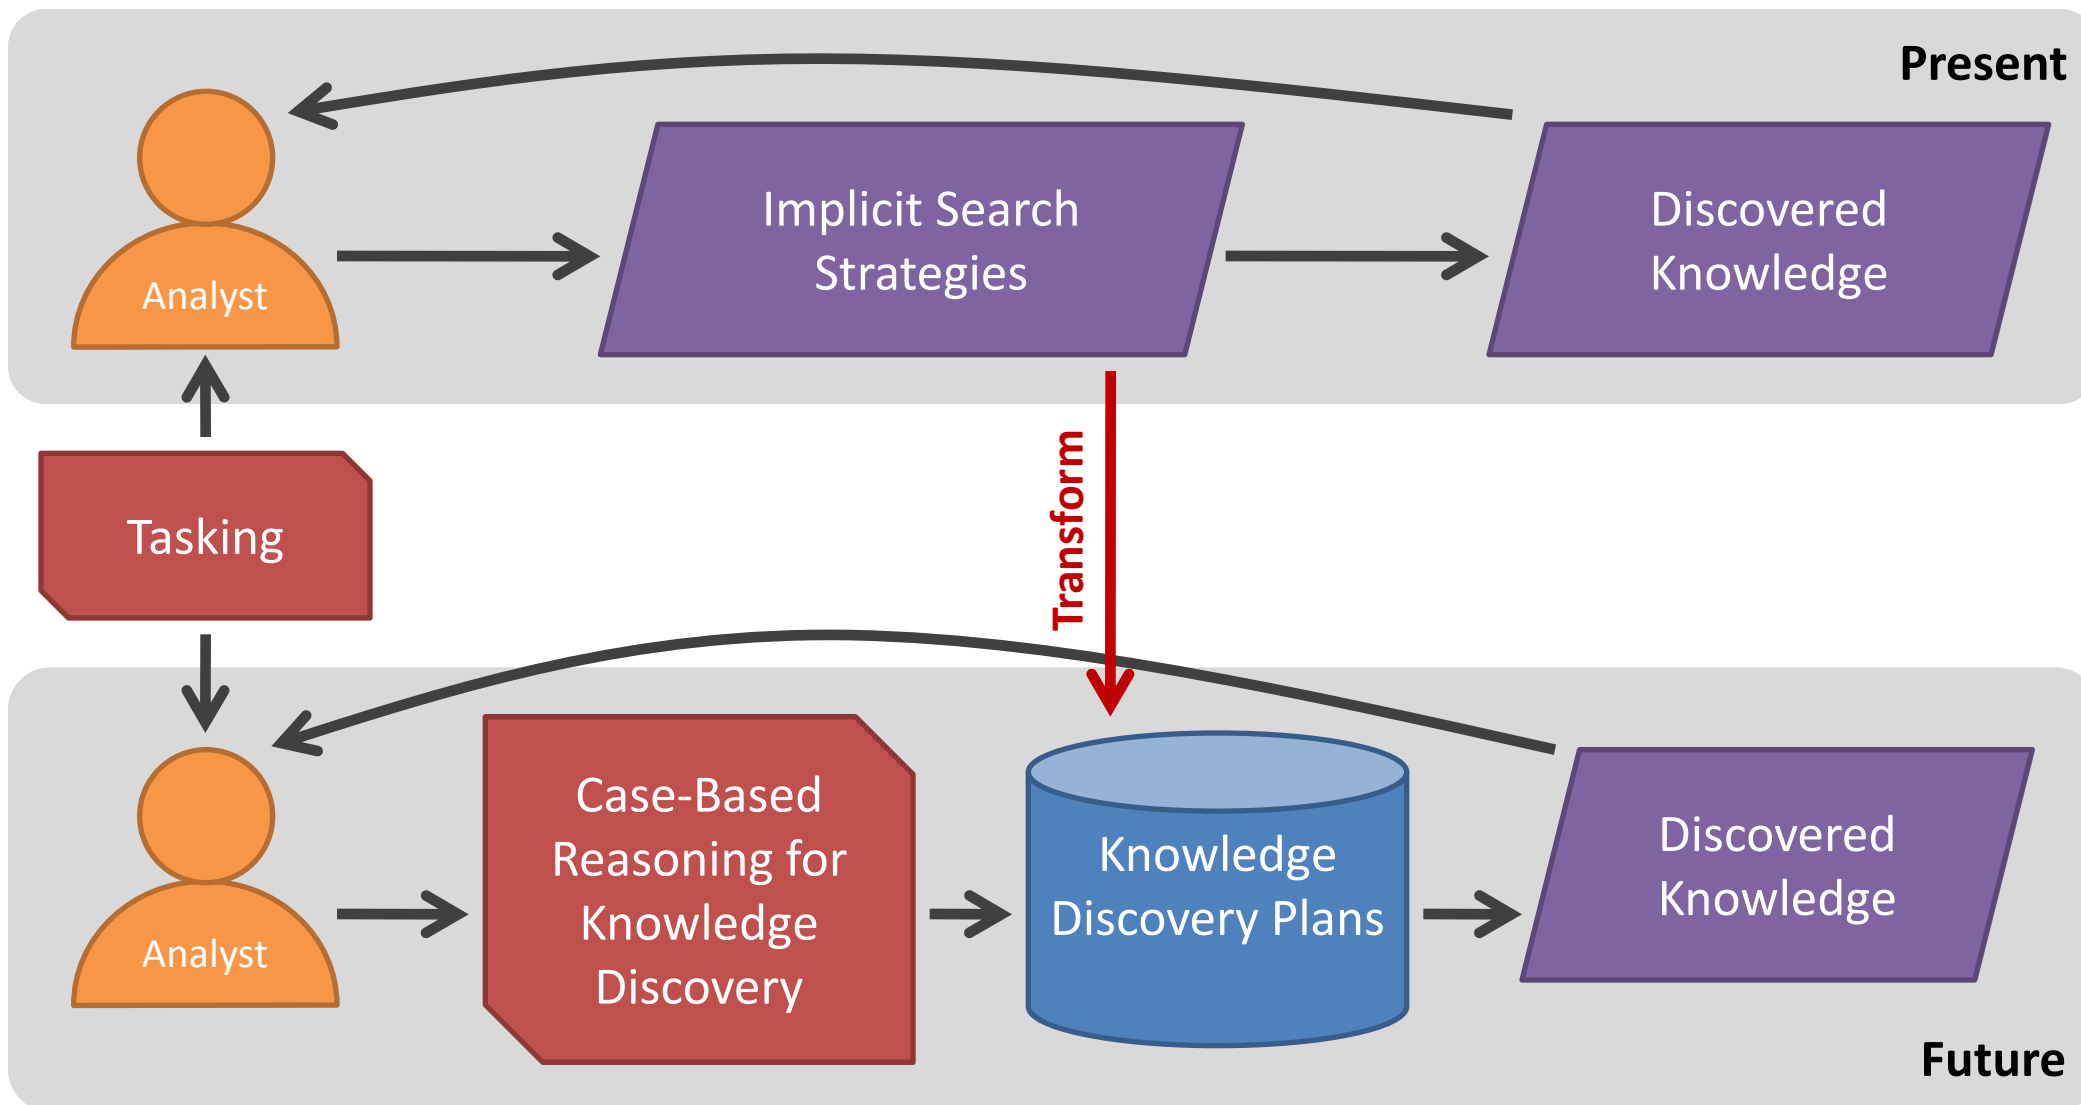 Present
Analyst
Implicit Search
Strategies
Discovered
Knowledge
Tasking
Transform
Analyst
Case-Based
Reasoning for
Knowledge
Discovery
Knowledge
Discovery Plans
Discovered
Knowledge
Future